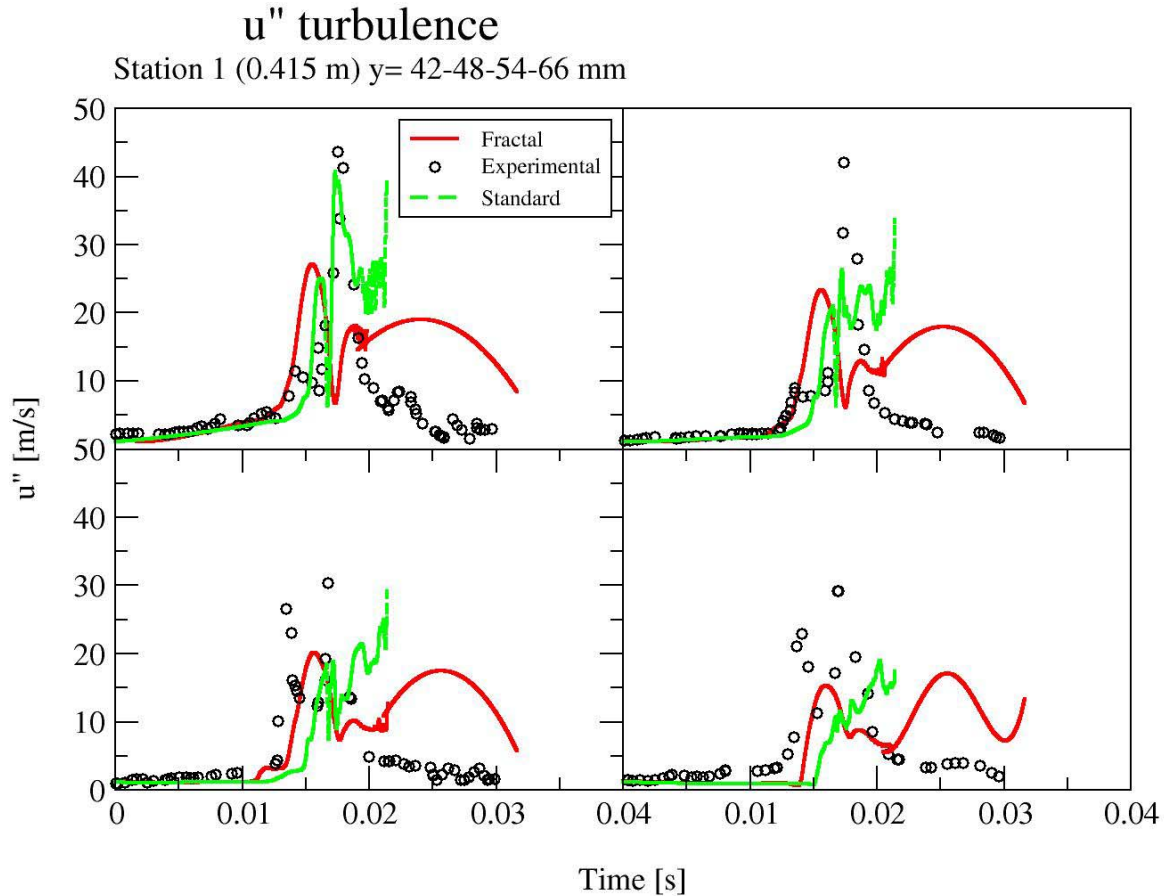 u" turbulence
Station 1 (0.415 m) y= 42-48-54-66 mm
50
40
30
20
10
50
40
30
20
10
0
Fractal
Experimental
Standard
u" [m/s]
0 0.01 0.02 0.03 0.04 0.01 0.02 0.03 0.04
Time [s]